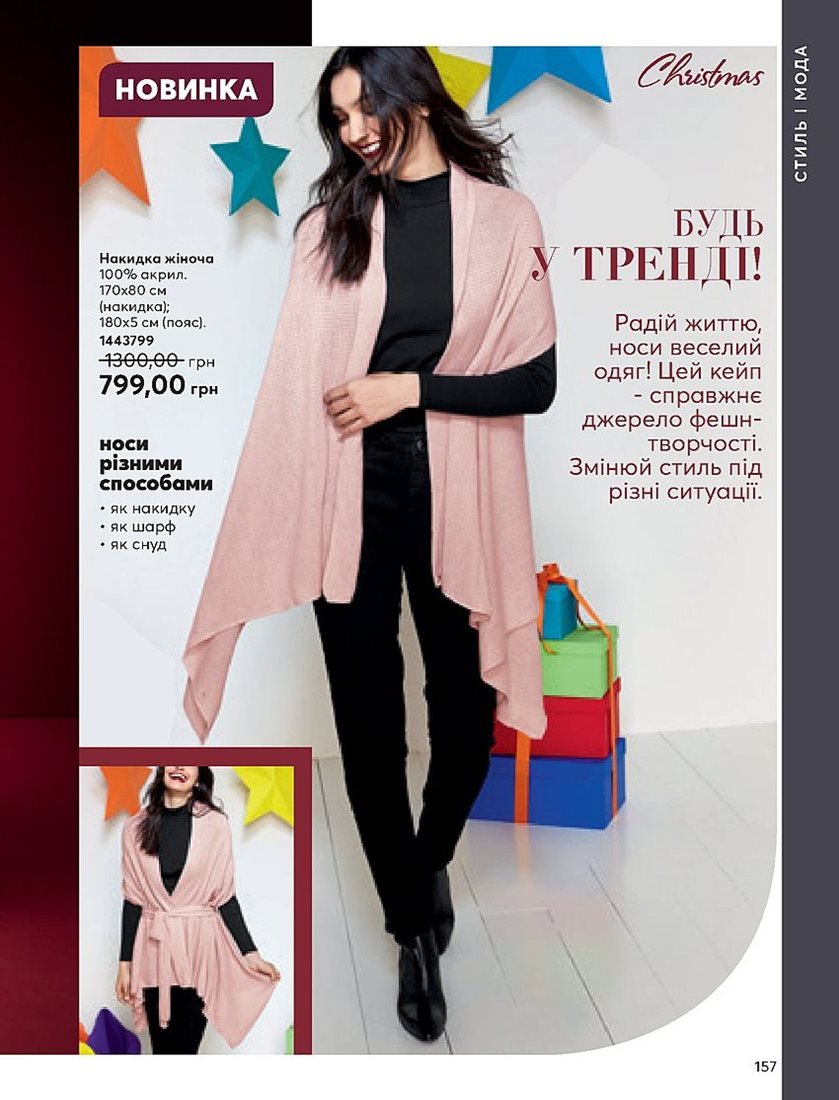 НОВИНКА
Christmas
СТИЛЬ | МОДА
БУДЬ
У ТРЕНДІ!
Накидка жіноча
100% акрил.
170х80 см
(накидка);
180х5 см (пояс).
1443799
1300,00 грн
799,00 грн
Радій життю,
носи веселий
одяг! Цей кейп
- справжнє
джерело фешн-
творчості.
Змінюй стиль під
різні ситуації.
носи
різними
способами
• як накидку
• як шарф
• як снуд
157